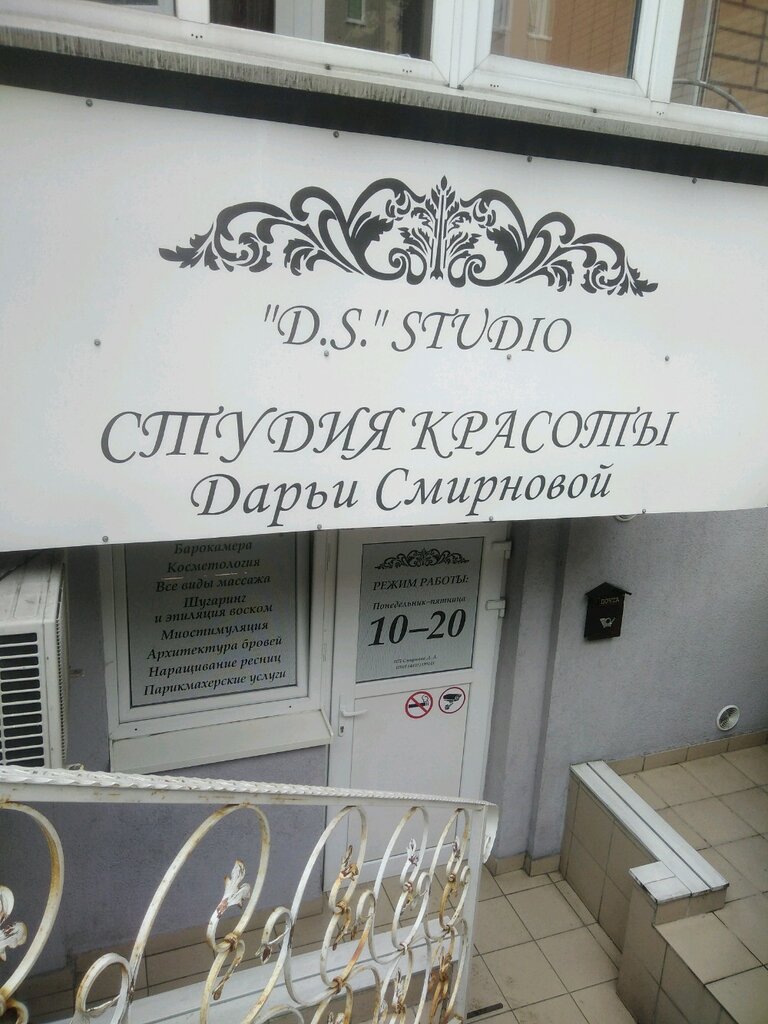 "D.S." STUDIO
СТУДИЯ КРАСОТЫ
Дарьи Смирновой
Барокамера
Косметология
Все виды массажа
Шугаринг
и эпиляция воском
Миостимуляция
Архитектура бровей
Наращивание ресниц
Парикмахерские услуги
РЕЖИМ РАБОТЫ:
Понедельник–пятница
10–20
ПОЧТА